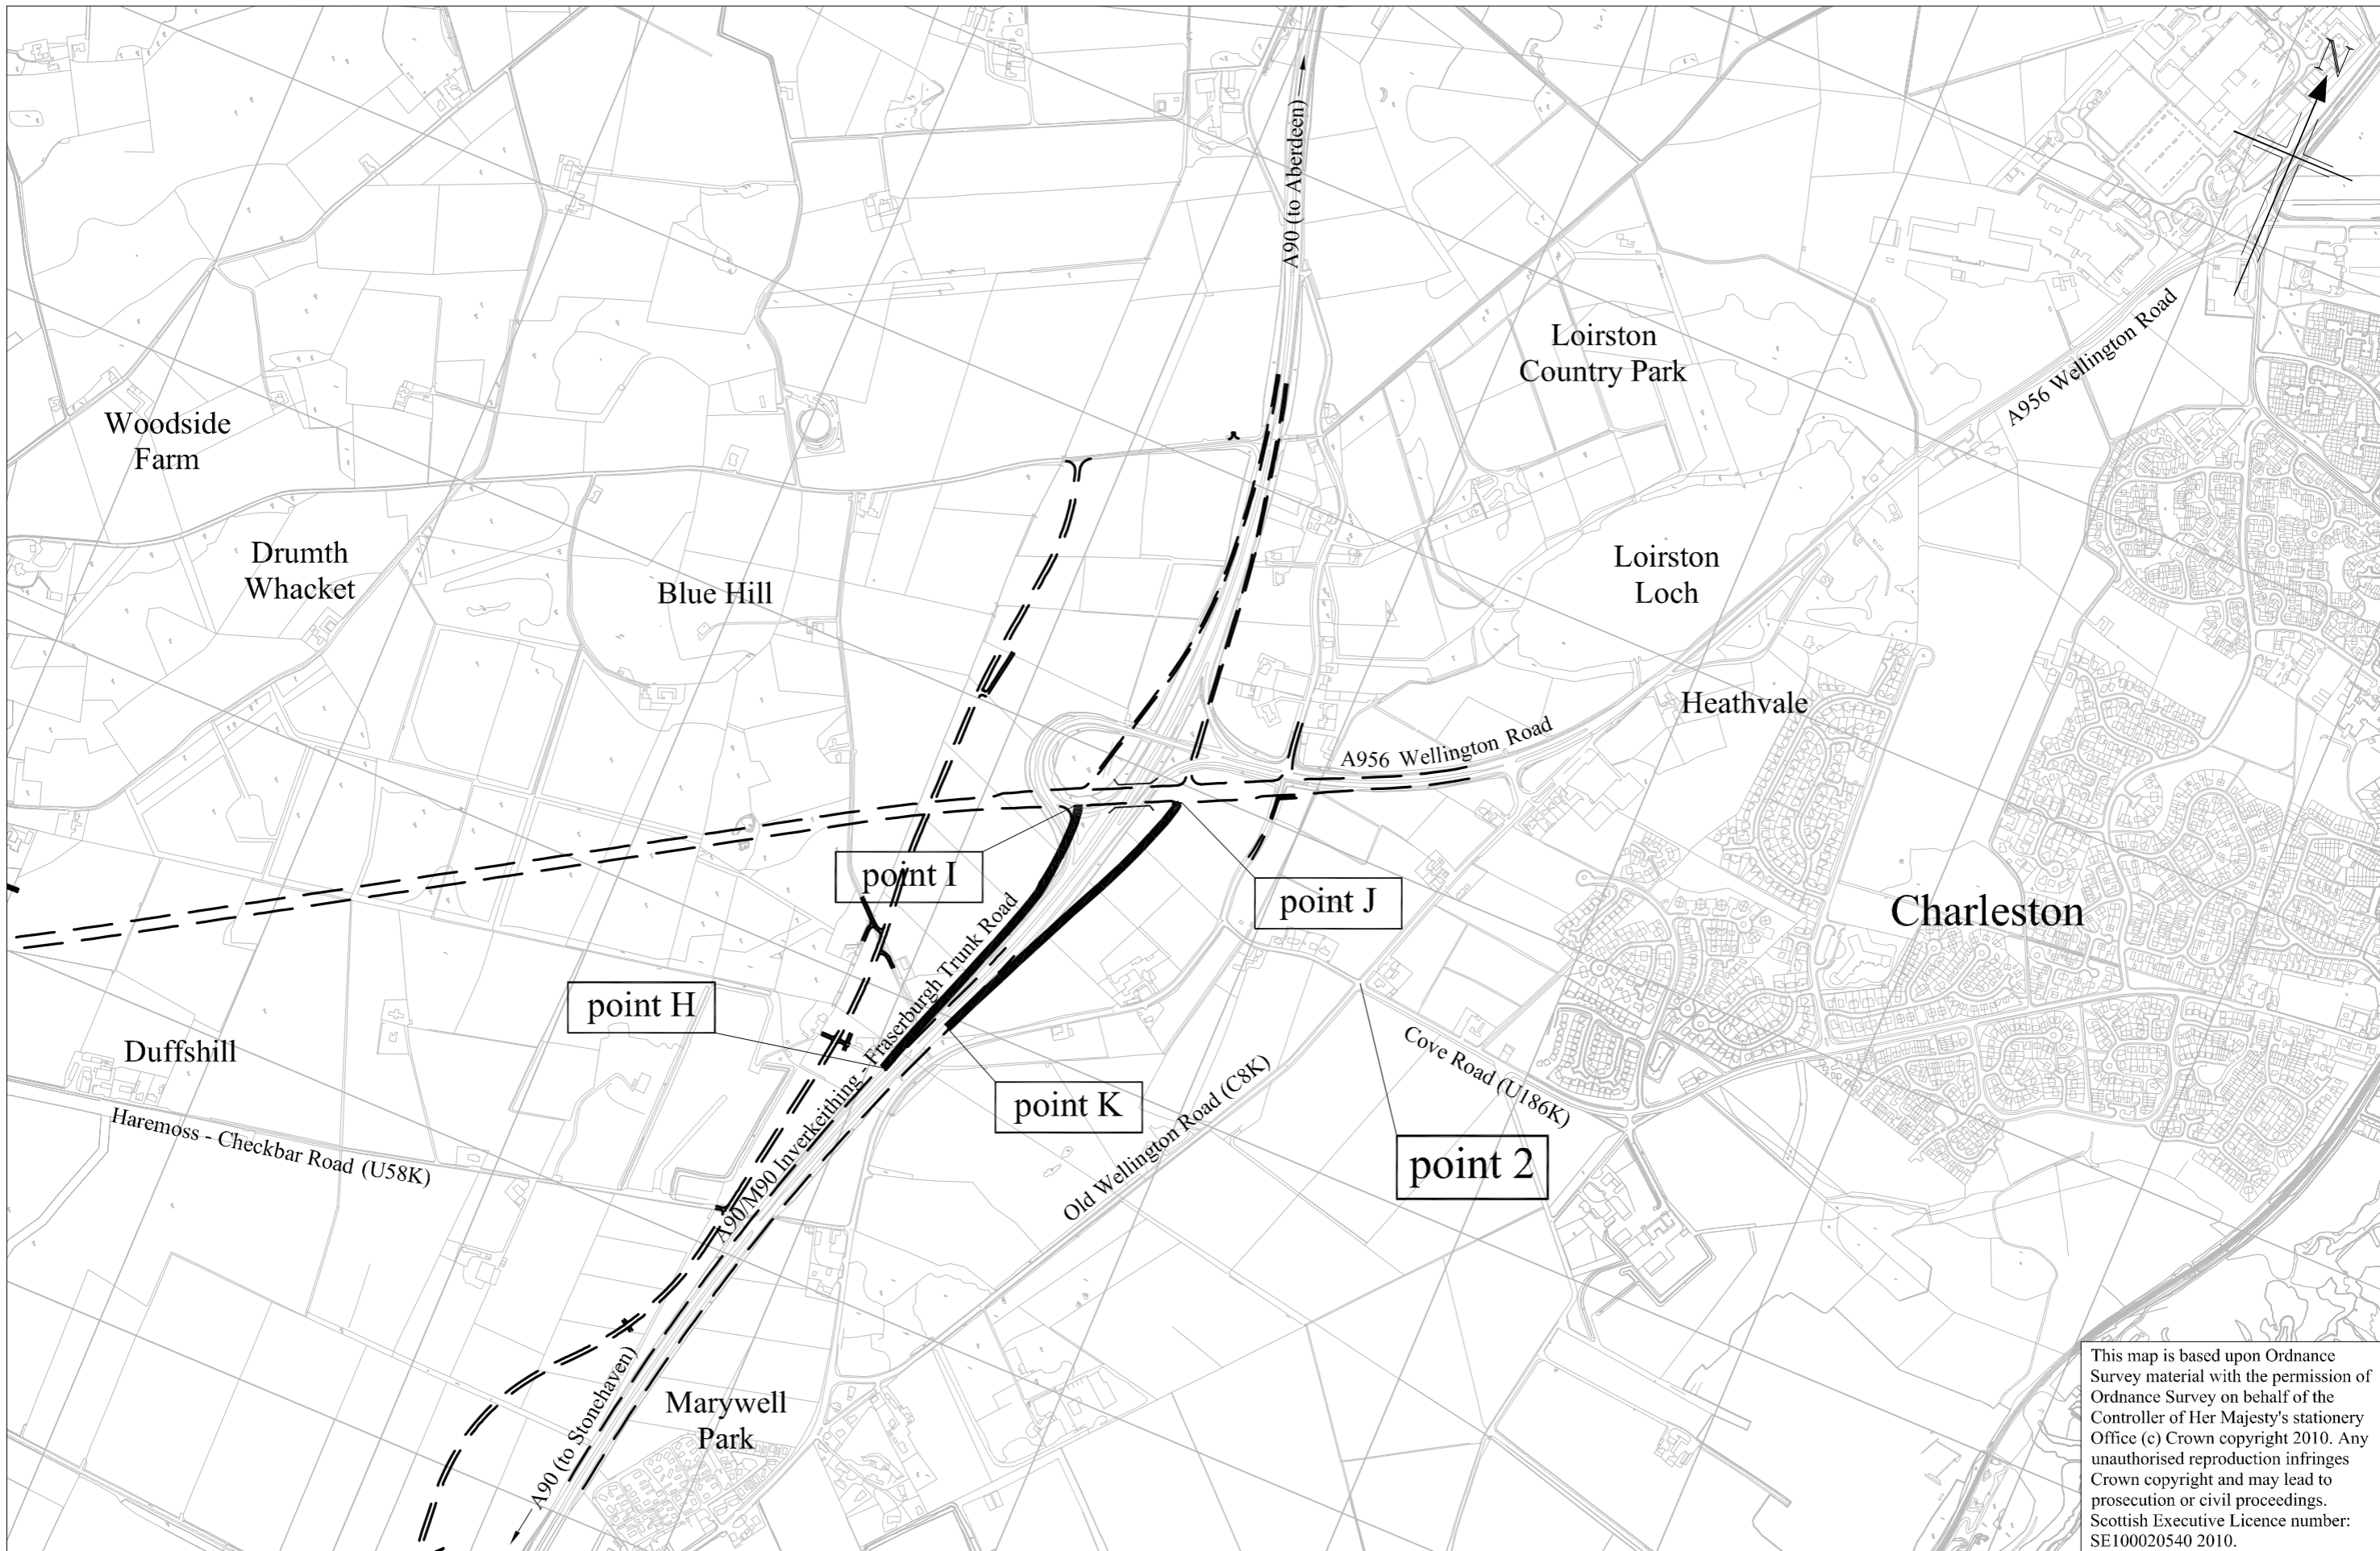 N
A90 (to Aberdeen)
Loirston
Country Park
A956 Wellington Road
Woodside
Farm
Drumth
Whacket
Blue Hill
Loirston
Loch
Heathvale
A956 Wellington Road
point I
point J
Charleston
point H
A90/M90 Inverkeithing - Fraserburgh Trunk Road
Duffshill
point K
Cove Road (U186K)
Haremoss - Checkbar Road (U58K)
Old Wellington Road (C8K)
point 2
A90 (to Stonehaven)
Marywell
Park
This map is based upon Ordnance
Survey material with the permission of
Ordnance Survey on behalf of the
Controller of Her Majesty's stationery
Office (c) Crown copyright 2010. Any
unauthorised reproduction infringes
Crown copyright and may lead to
prosecution or civil proceedings.
Scottish Executive Licence number:
SE100020540 2010.